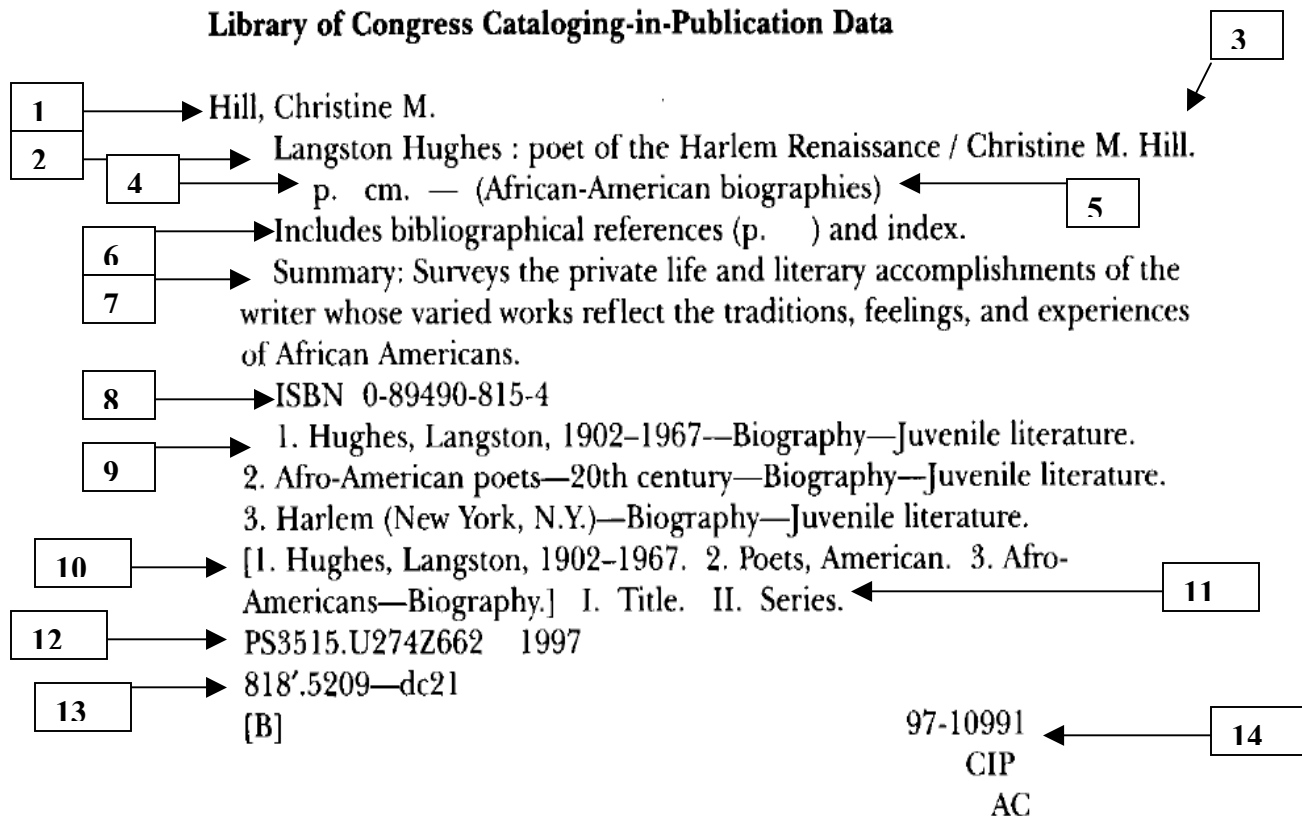 Library of Congress Cataloging-in-Publication Data
3
1
Hill, Christine M.
2
Langston Hughes : poet of the Harlem Renaissance / Christine M. Hill.
4
p. cm. — (African-American biographies)
5
6
Includes bibliographical references (p. ) and index.
7
Summary: Surveys the private life and literary accomplishments of the
writer whose varied works reflect the traditions, feelings, and experiences
of African Americans.
8
ISBN 0-89490-815-4
9
1. Hughes, Langston, 1902–1967—Biography—Juvenile literature.
2. Afro-American poets—20th century—Biography—Juvenile literature.
3. Harlem (New York, N.Y.)—Biography—Juvenile literature.
10
[1. Hughes, Langston, 1902–1967. 2. Poets, American. 3. Afro-
Americans—Biography.] I. Title. II. Series.
11
12
PS3515.U274Z662 1997
13
818′.5209—dc21
[B]
97-10991
14
CIP
AC